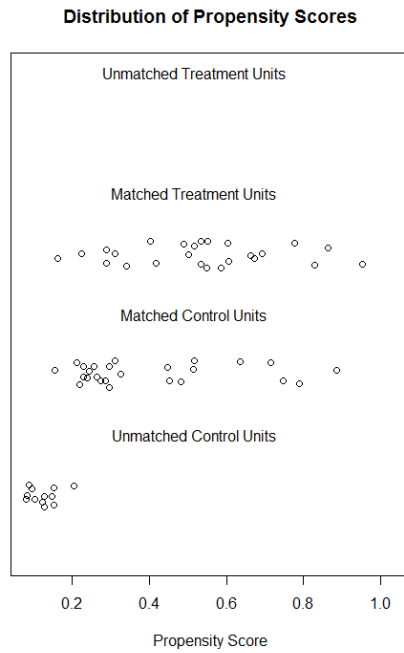 Distribution of Propensity Scores
Unmatched Treatment Units
Matched Treatment Units
Matched Control Units
Unmatched Control Units
0.2 0.4 0.6 0.8 1.0
Propensity Score